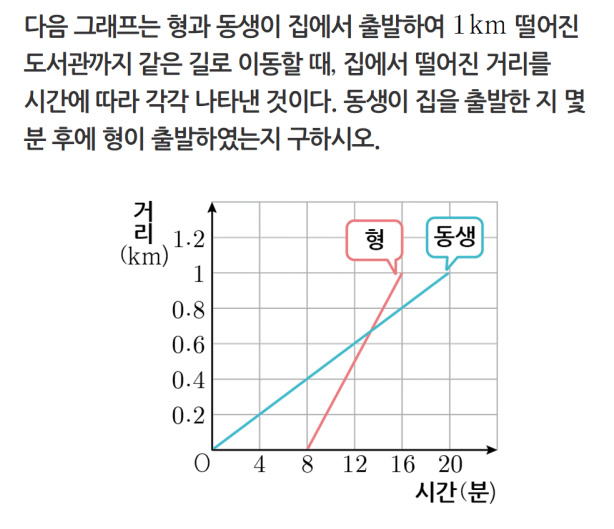 다음 그래프는 형과 동생이 집에서 출발하여 1 km 떨어진
도서관까지 같은 길로 이동할 때, 집에서 떨어진 거리를
시간에 따라 각각 나타낸 것이다. 동생이 집을 출발한 지 몇
분 후에 형이 출발하였는지 구하시오.
거리
(km)
형
동생
1.2
1
0.8
0.6
0.4
0.2
O 4 8 12 16 20
시간(분)